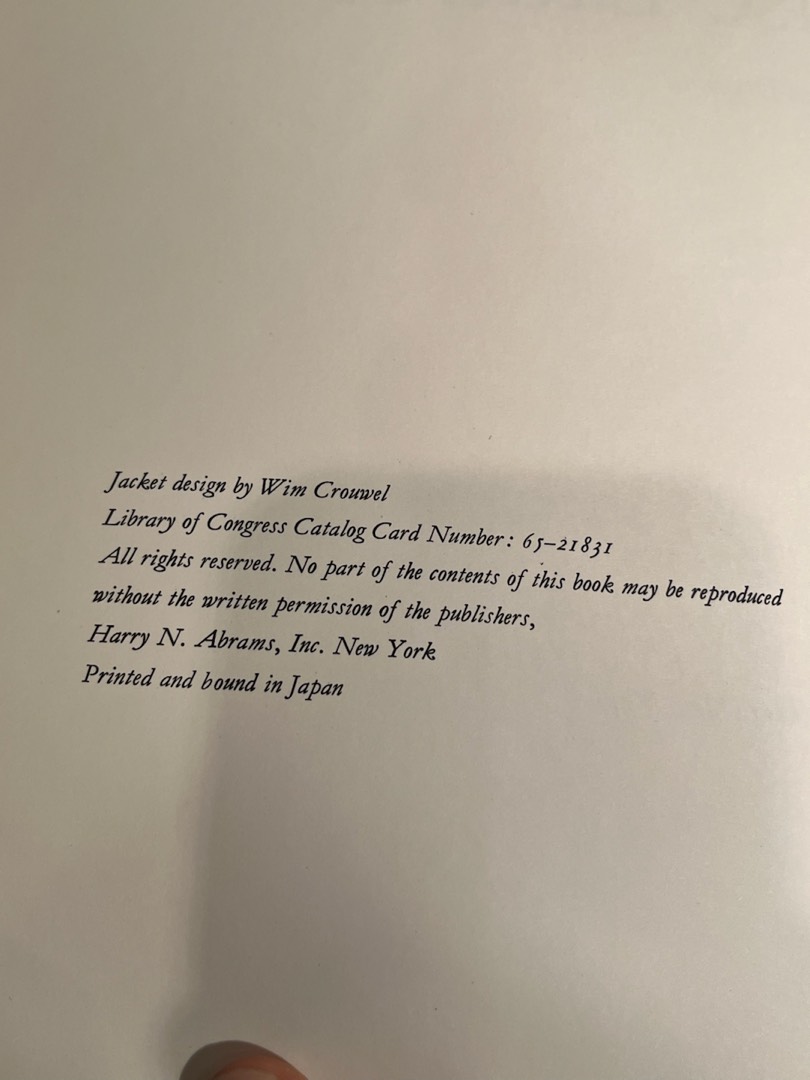 Jacket design by Wim Crouwel
Library of Congress Catalog Card Number: 65–21831
All rights reserved. No part of the contents of this book may be reproduced
without the written permission of the publishers,
Harry N. Abrams, Inc. New York
Printed and bound in Japan